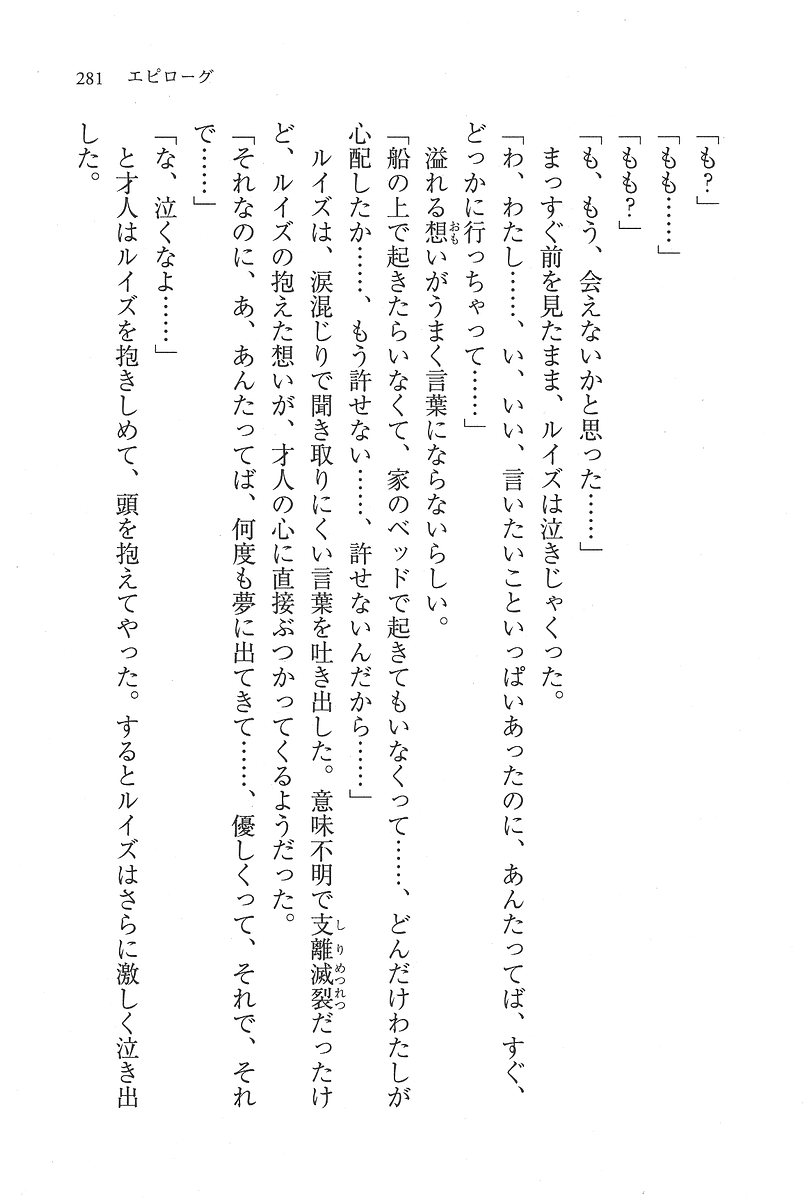 281　エピローグ
「も？」
「もも……」
「もも？」
「も、もう、会えないかと思った……」
　まっすぐ前を見たまま、ルイズは泣きじゃくった。
「わ、わたし……、い、いい、言いたいこといっぱいあったのに、あんたってば、すぐ、
どっかに行っちゃって……」
　溢れる想いがうまく言葉にならないらしい。
「船の上で起きたらいなくて、家のベッドで起きてもいなくって……、どんだけわたしが
心配したか……、もう許せない……、許せないんだから……」
　ルイズは、涙混じりで聞き取りにくい言葉を吐き出した。意味不明で支離滅裂だったけ
ど、ルイズの抱えた想いが、才人の心に直接ぶつかってくるようだった。
「それなのに、あ、あんたってば、何度も夢に出てきて……、優しくって、それで、それ
で……」
「な、泣くなよ……」
　と才人はルイズを抱きしめて、頭を抱えてやった。するとルイズはさらに激しく泣き出
した。